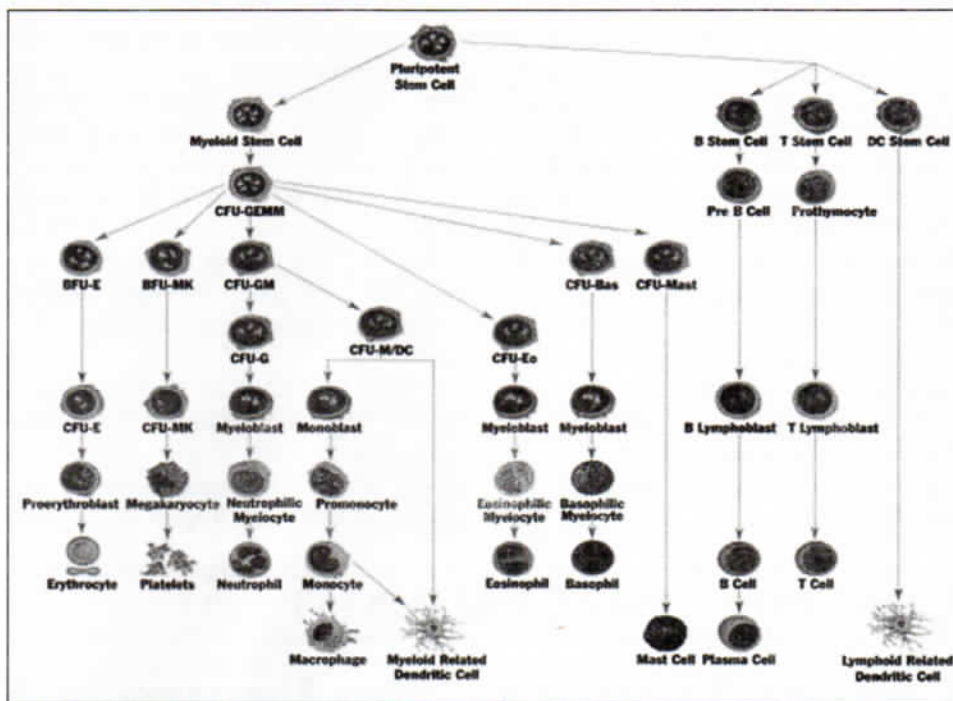 Pluripotent
Stem Cell
Myeloid Stem Cell
B Stem Cell
T Stem Cell
DC Stem Cell
CFU-GEMM
Pre B Cell
Prothymocyte
BFU-E
BFU-MK
CFU-GM
CFU-Bas
CFU-Mast
CFU-G
CFU-M/DC
CFU-Eo
CFU-E
CFU-MK
Myeloblast
Monoblast
Myeloblast
Myeloblast
B Lymphoblast
T Lymphoblast
Proerythroblast
Megakaryocyte
Neutrophilic
Myelocyte
Promonocyte
Eosinophilic
Myelocyte
Basophilic
Myelocyte
Erythrocyte
Platelets
Neutrophil
Monocyte
Eosinophil
Basophil
B Cell
T Cell
Macrophage
Myeloid Related
Dendritic Cell
Mast Cell
Plasma Cell
Lymphoid Related
Dendritic Cell